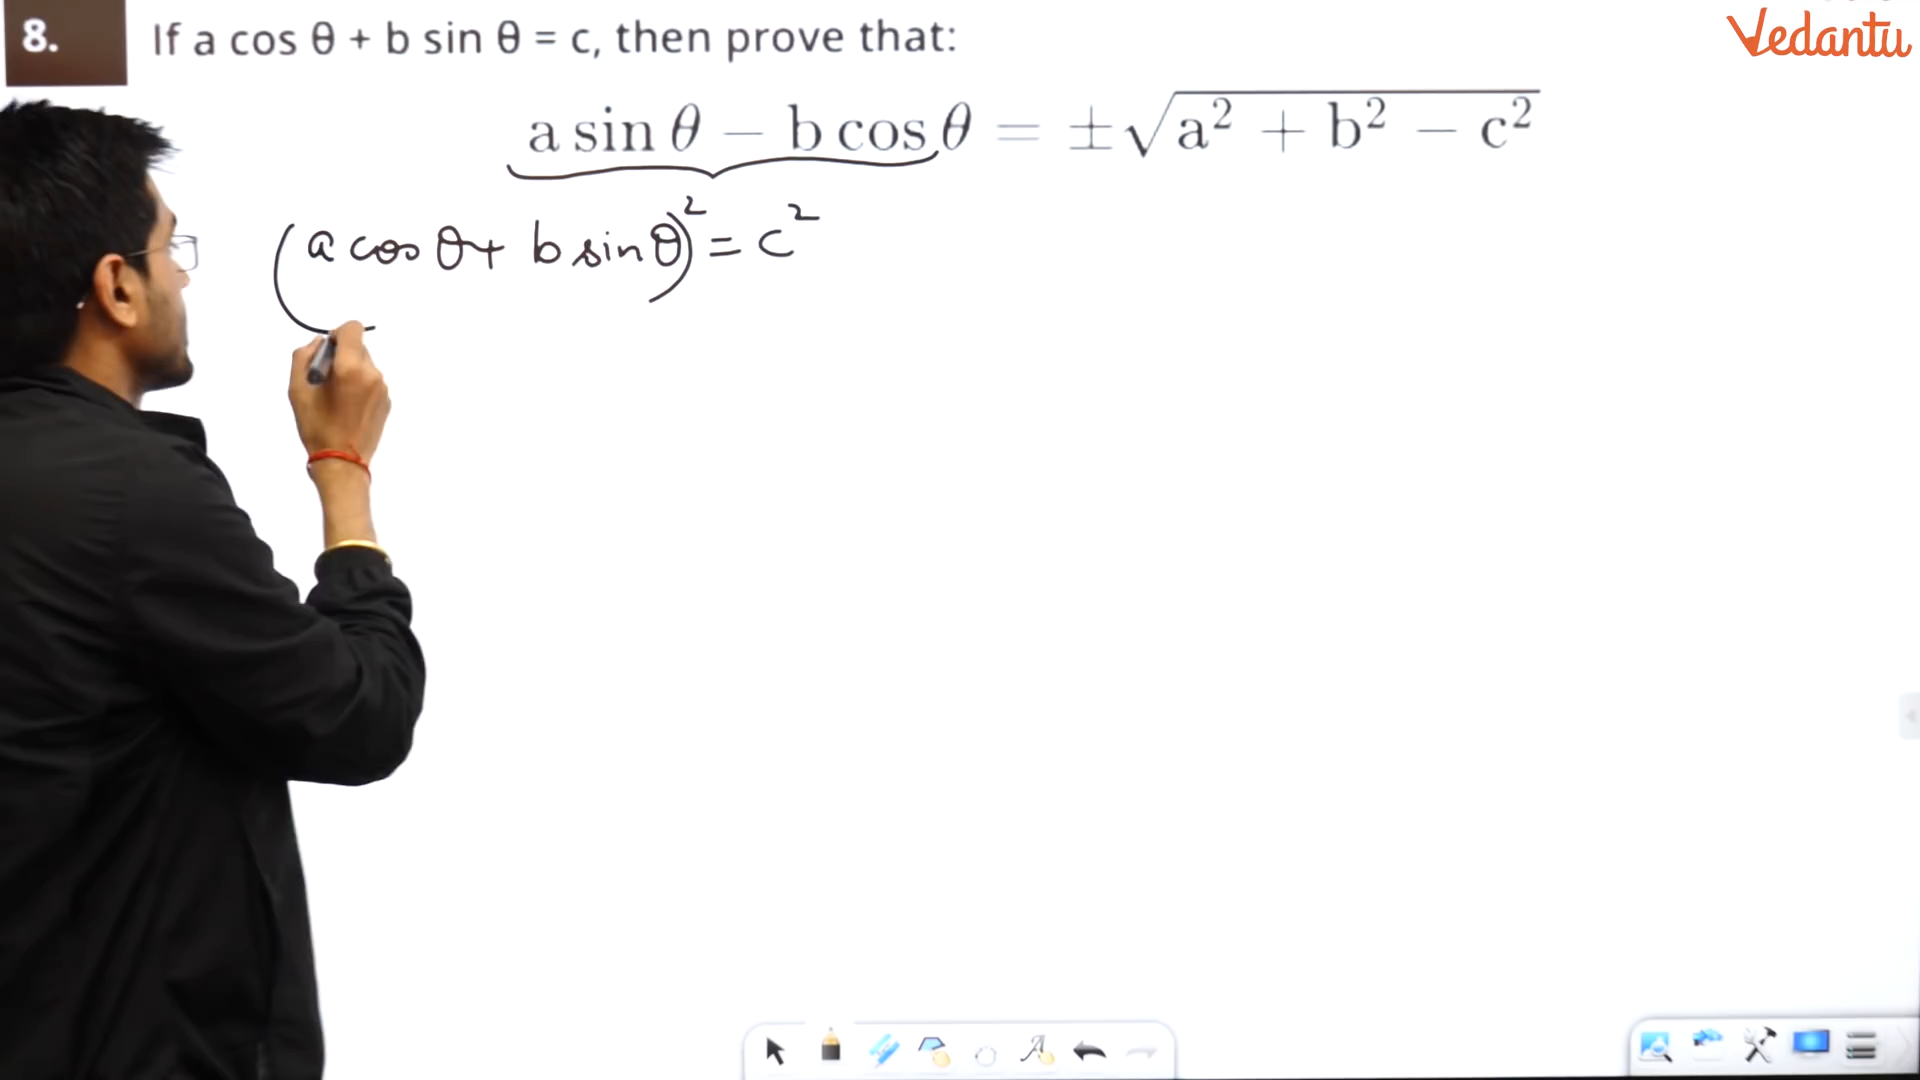 8. If a cos θ + b sin θ = c, then prove that:
Vedantu
a sin θ − b cos θ = ±√(a² + b² − c²)
(a cos θ + b sin θ)² = c²